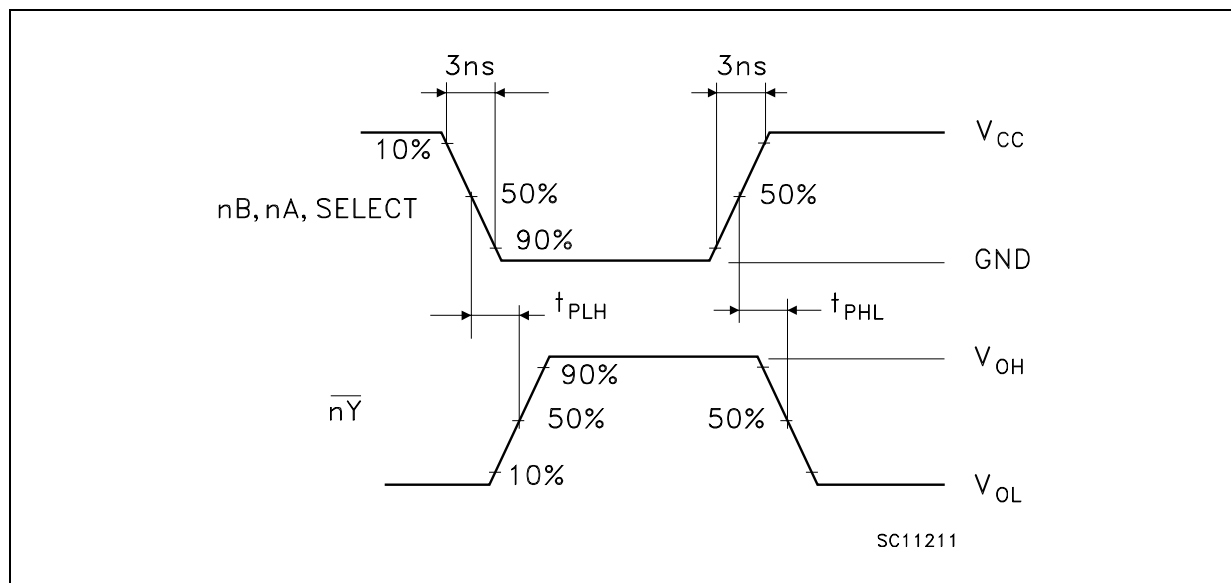 3ns
3ns
V_CC
10%
50%
50%
nB, nA, SELECT
90%
GND
t_PLH
t_PHL
V_OH
90%
n̅Y̅
50%
50%
10%
V_OL
SC11211